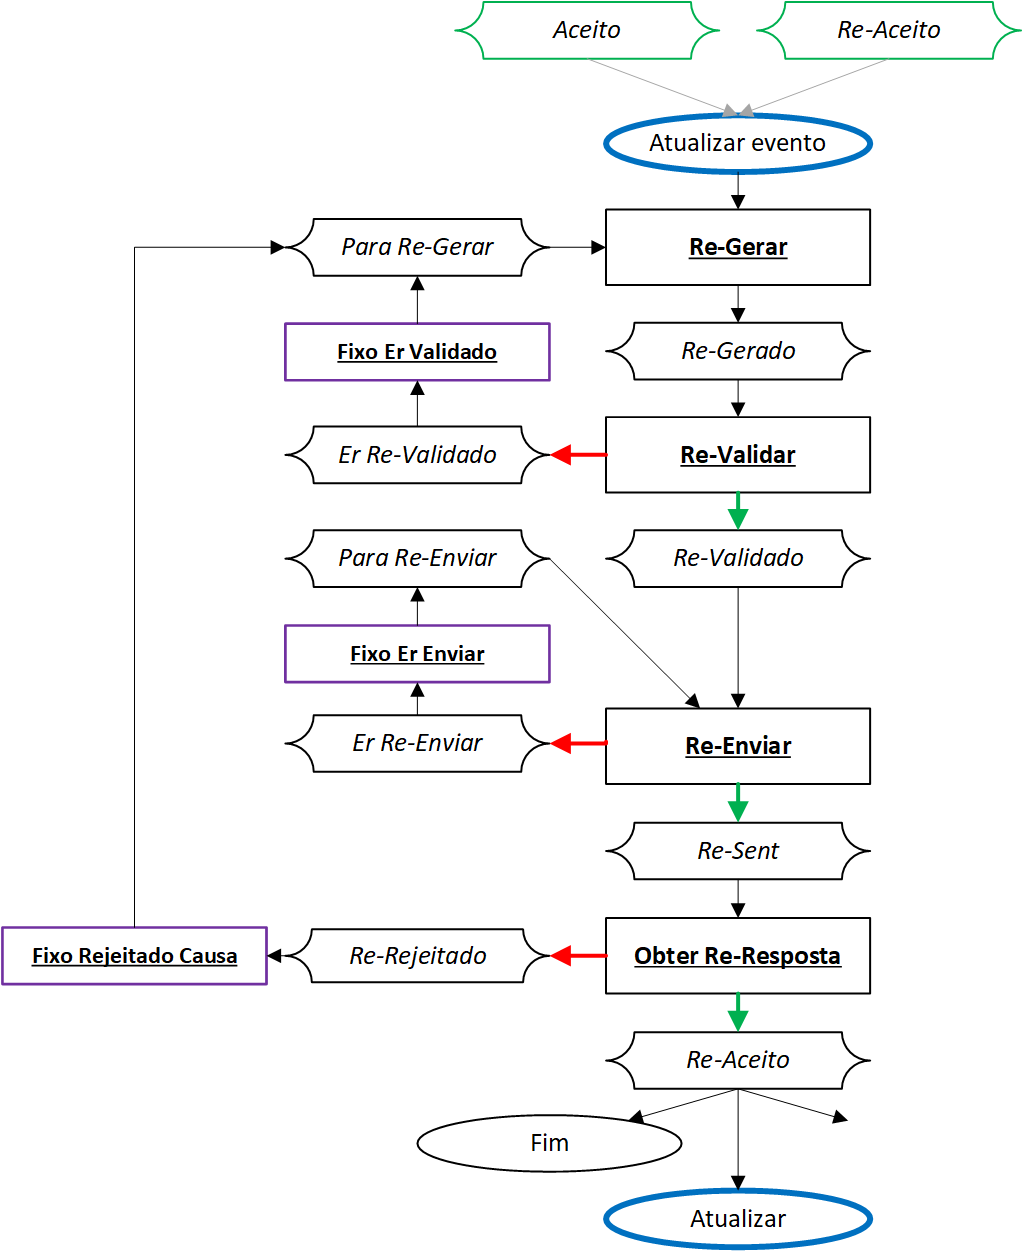 Aceito
Re-Aceito
Atualizar evento
Para Re-Gerar
Re-Gerar
Fixo Er Validado
Re-Gerado
Er Re-Validado
Re-Validar
Para Re-Enviar
Re-Validado
Fixo Er Enviar
Er Re-Enviar
Re-Enviar
Re-Sent
Fixo Rejeitado Causa
Re-Rejeitado
Obter Re-Resposta
Re-Aceito
Fim
Atualizar